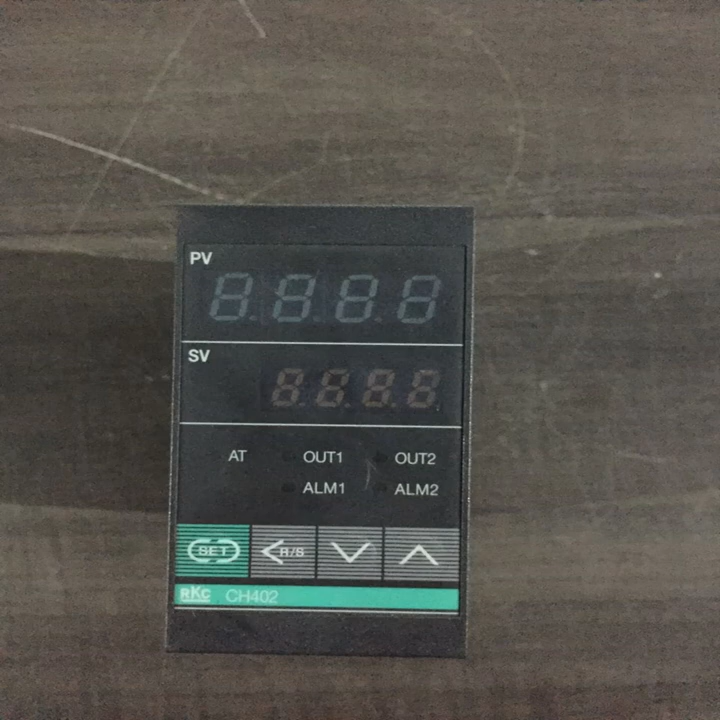 PV
8.8.8.8
SV
8.8.8.8
AT OUT1 OUT2
ALM1 ALM2
SET <R/S
RKC CH402